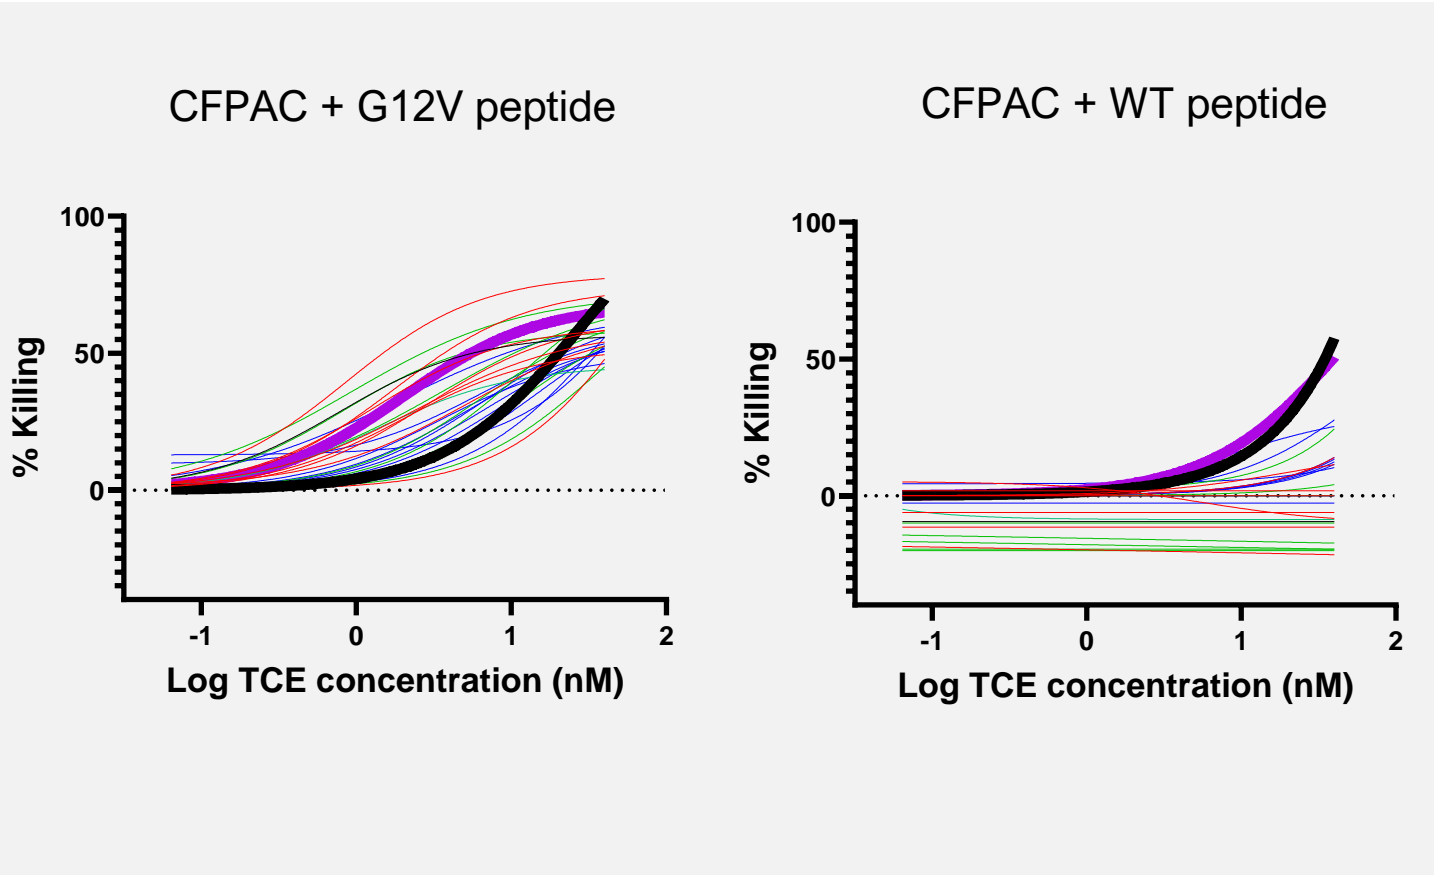 CFPAC + G12V peptide
100
50
0
% Killing
-1 0 1 2
Log TCE concentration (nM)
CFPAC + WT peptide
100
50
0
% Killing
-1 0 1 2
Log TCE concentration (nM)